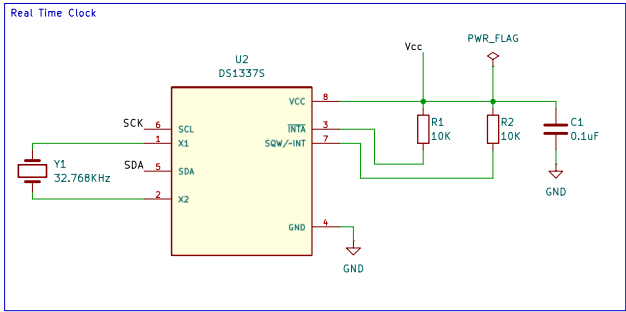 Real Time Clock
PWR_FLAG
Vcc
U2
DS1337S
VCC 8
SCK 6 SCL
INTA 3
R1
10K
R2
10K
C1
0.1uF
1 X1
SQW/~INT 7
Y1
32.768KHz
SDA 5 SDA
2 X2
GND
GND 4
GND